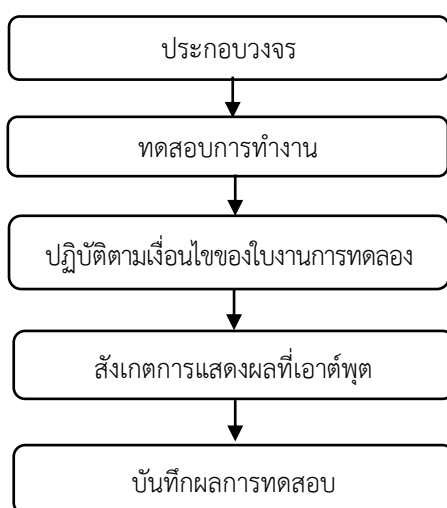 ประกอบวงจร
ทดสอบการทำงาน
ปฏิบัติตามเงื่อนไขของใบงานการทดลอง
สังเกตการแสดงผลที่เอาต์พุต
บันทึกผลการทดสอบ